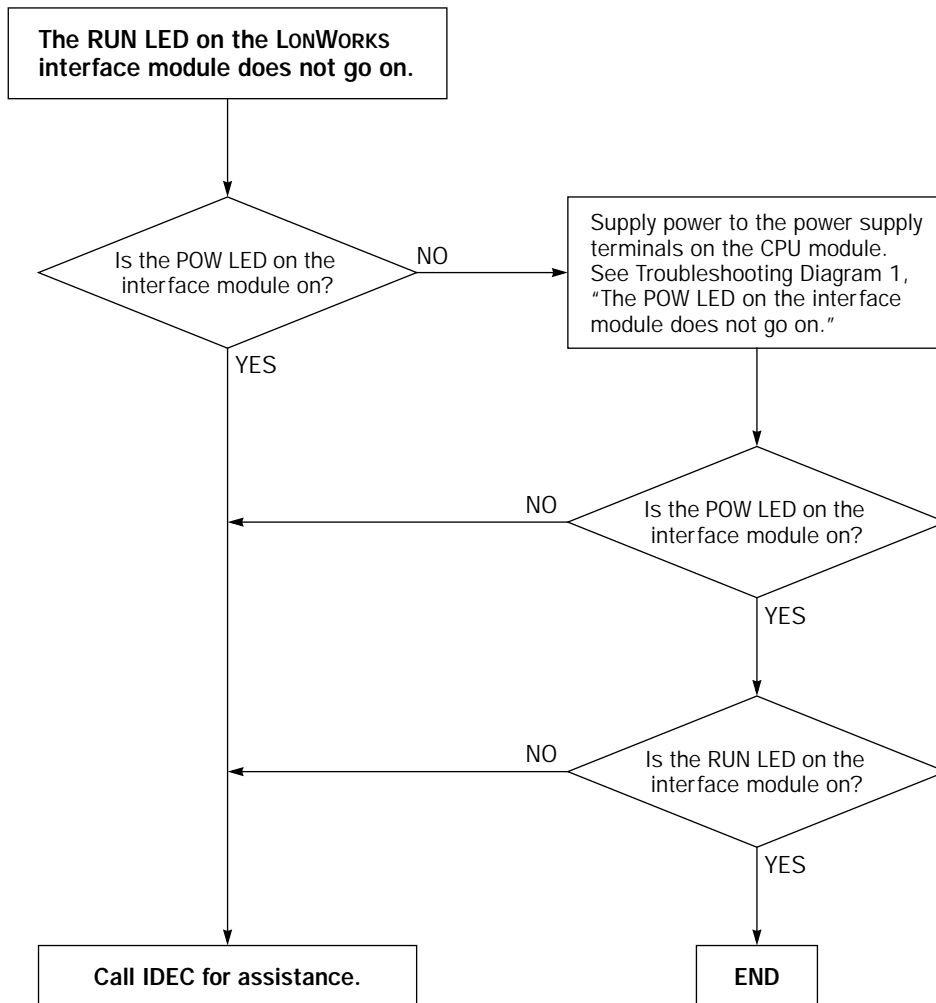 The RUN LED on the LONWORKS
interface module does not go on.
Is the POW LED on the
interface module on?
NO
YES
Supply power to the power supply
terminals on the CPU module.
See Troubleshooting Diagram 1,
“The POW LED on the interface
module does not go on.”
Is the POW LED on the
interface module on?
NO
YES
Is the RUN LED on the
interface module on?
NO
YES
Call IDEC for assistance.
END